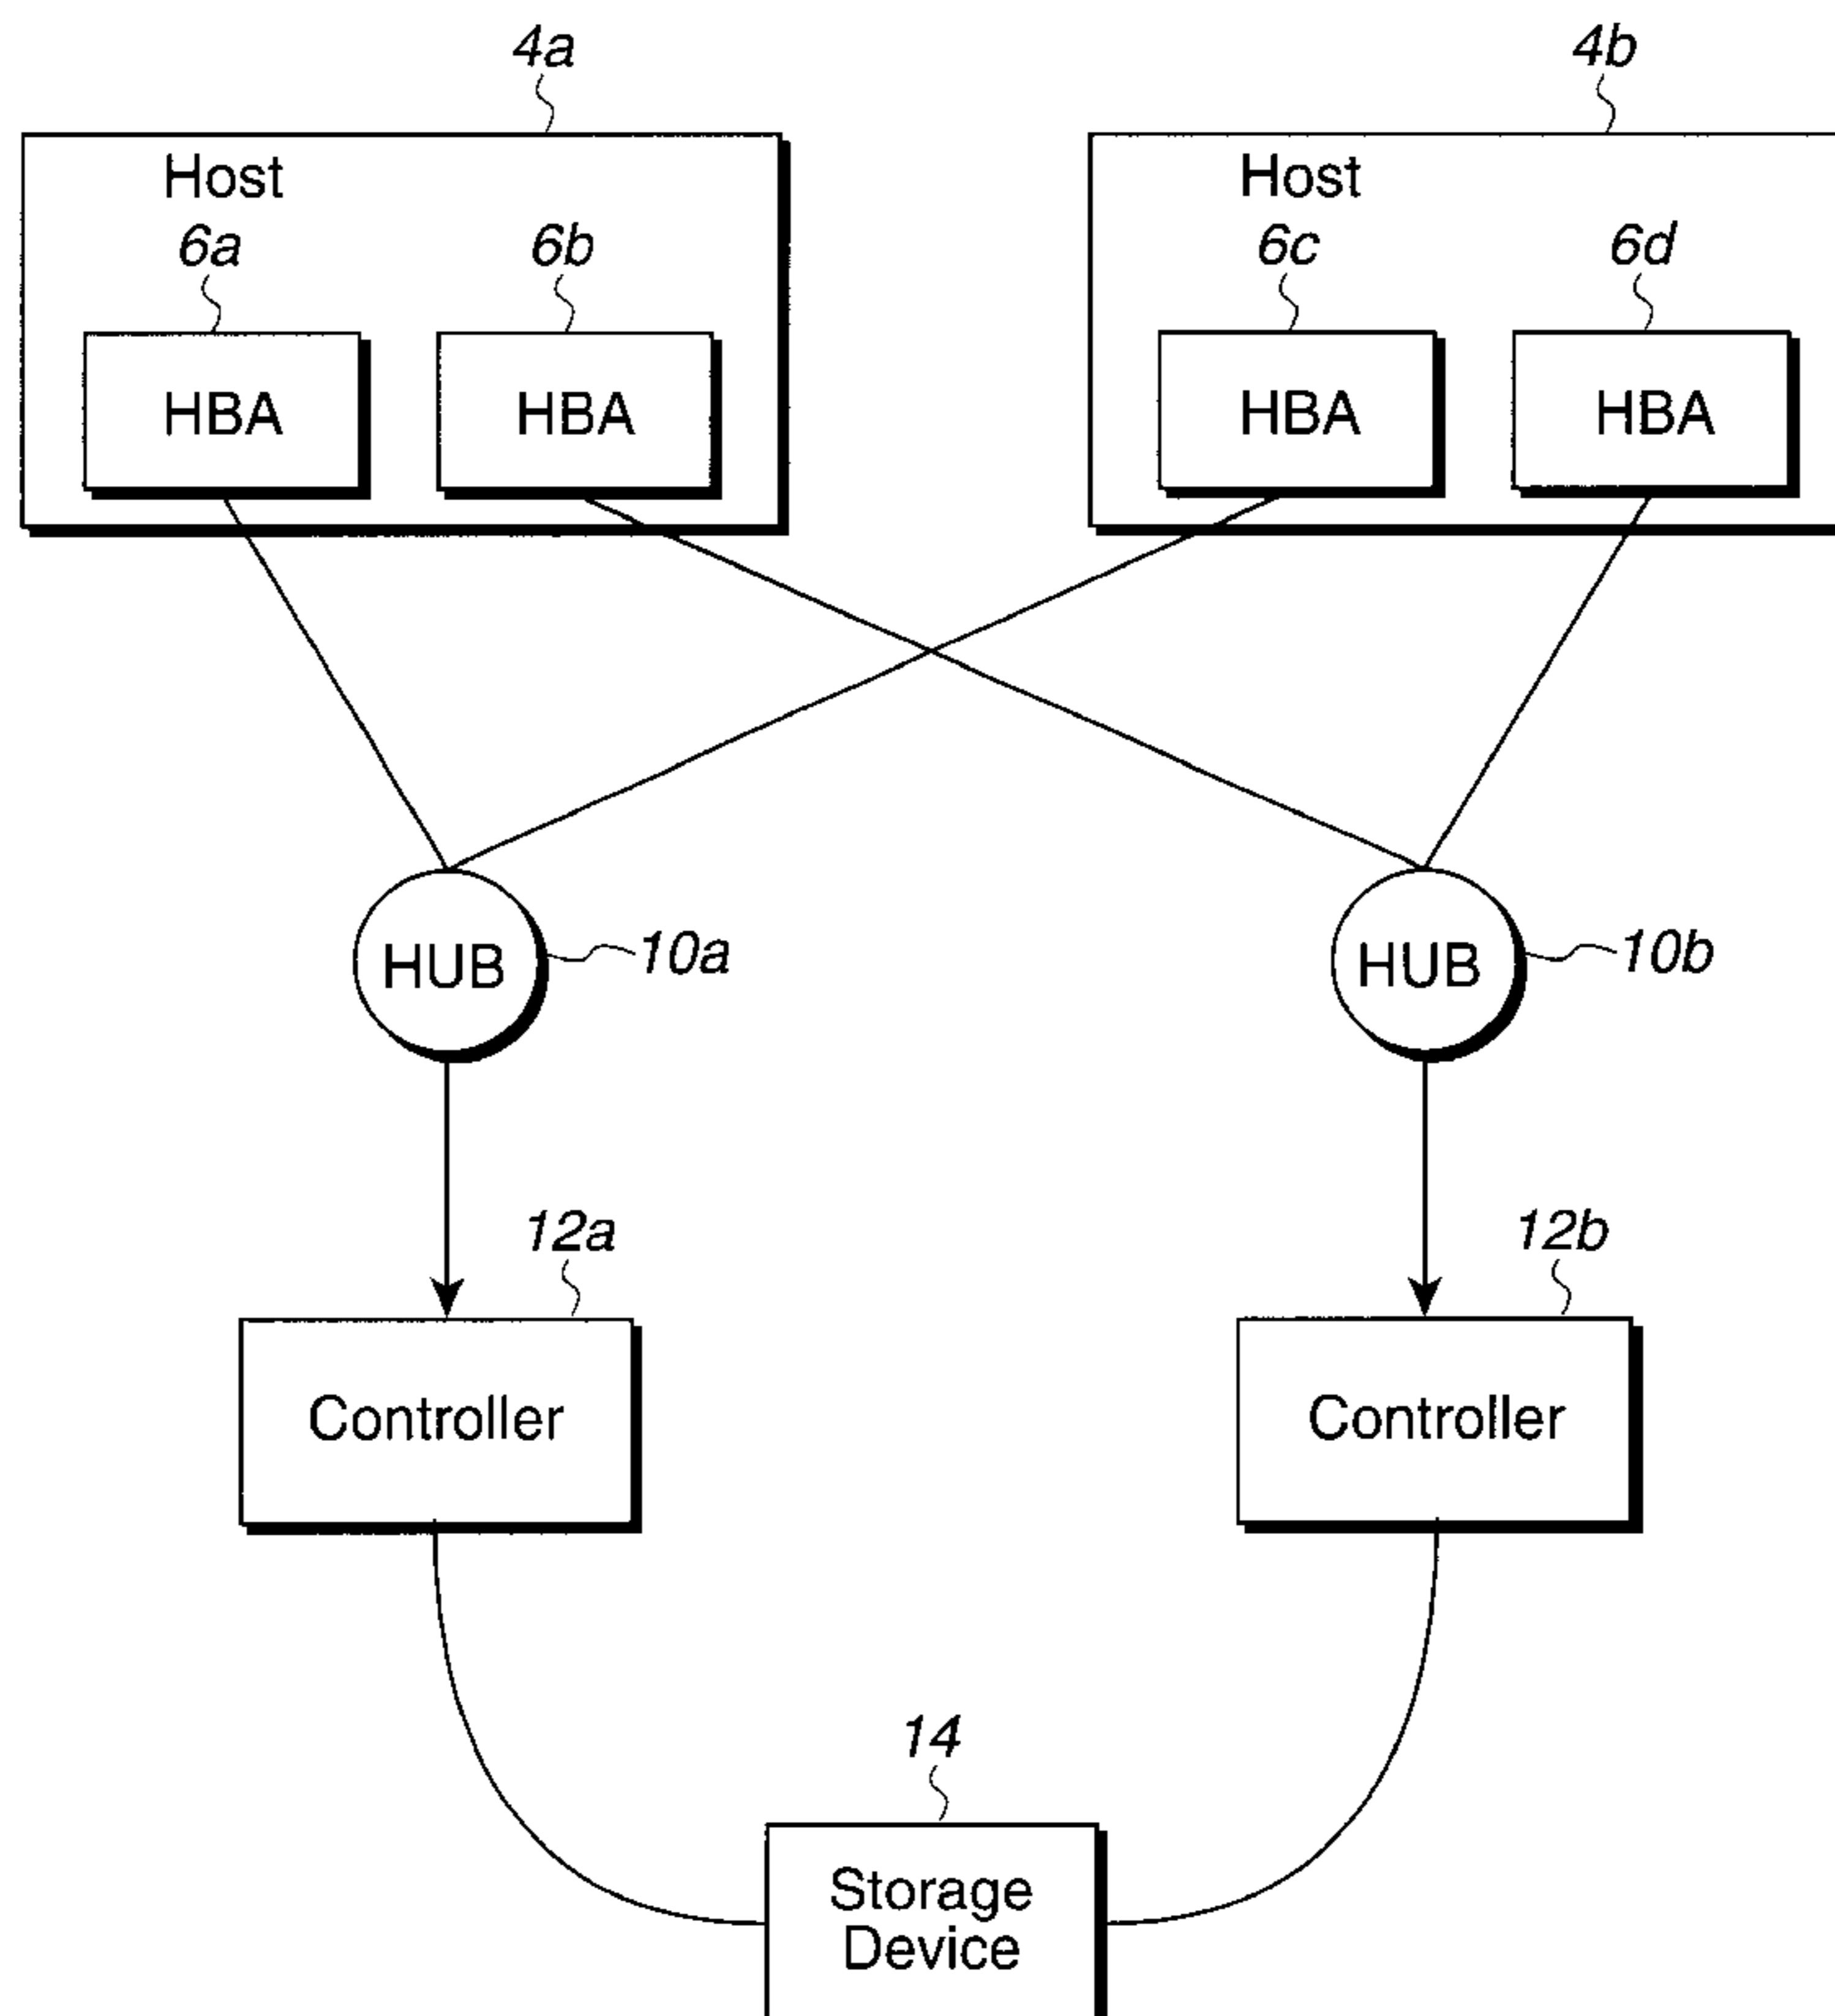 4a
4b
Host
Host
6a
6b
6c
6d
HBA
HBA
HBA
HBA
HUB
10a
HUB
10b
12a
12b
Controller
Controller
14
Storage
Device